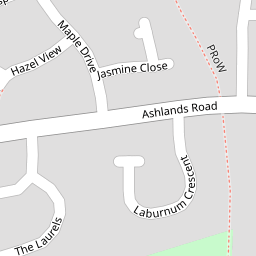 Maple Drive
Hazel View
Jasmine Close
PRoW
Ashlands Road
Laburnum Crescent
The Laurels